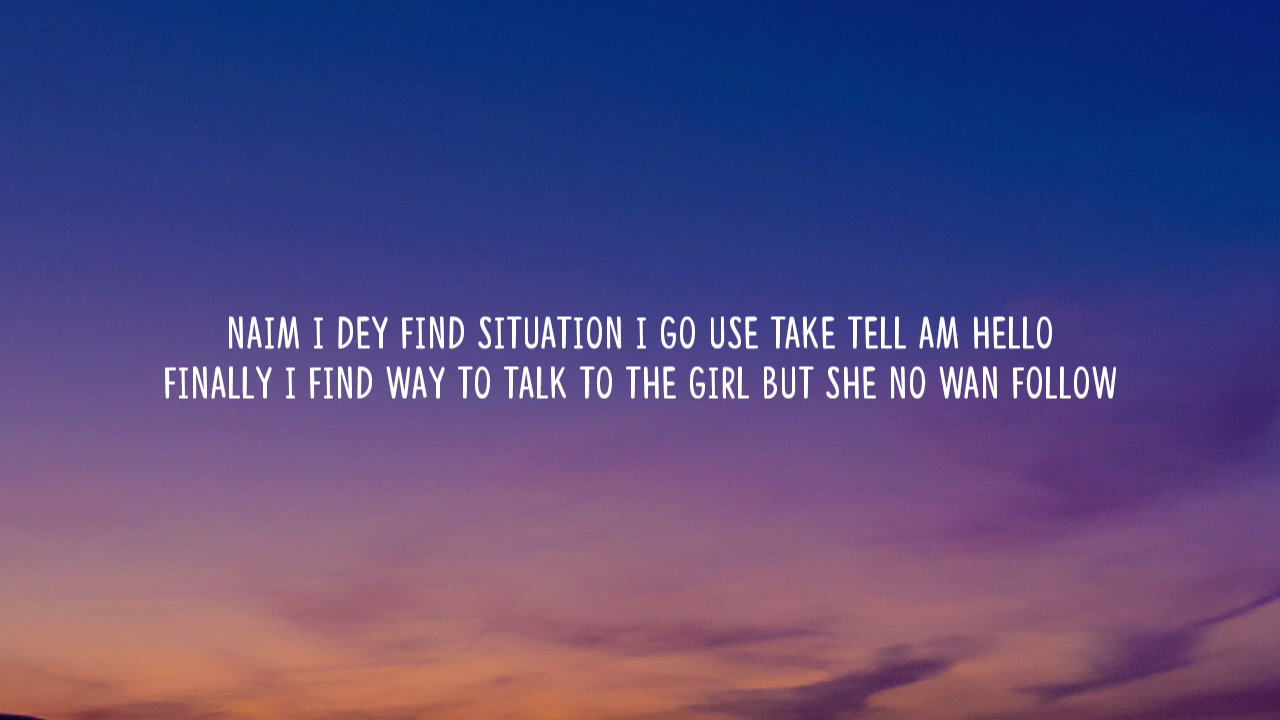 NAIM I DEY FIND SITUATION I GO USE TAKE TELL AM HELLO
FINALLY I FIND WAY TO TALK TO THE GIRL BUT SHE NO WAN FOLLOW